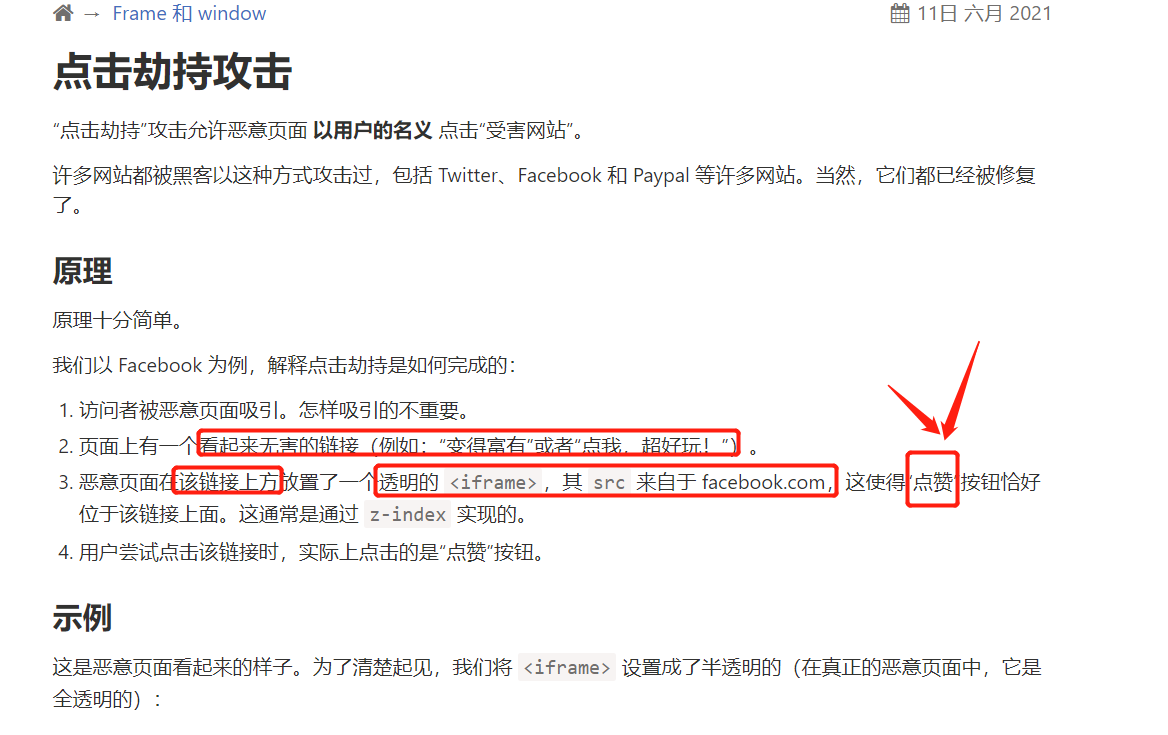 → Frame 和 window 11日 六月 2021
点击劫持攻击
“点击劫持”攻击允许恶意页面 以用户的名义 点击“受害网站”。
许多网站都被黑客以这种方式攻击过，包括 Twitter、Facebook 和 Paypal 等许多网站。当然，它们都已经被修复
了。
原理
原理十分简单。
我们以 Facebook 为例，解释点击劫持是如何完成的：
1. 访问者被恶意页面吸引。怎样吸引的不重要。
2. 页面上有一个看起来无害的链接（例如：“变得富有”或者“点我，超好玩！”）。
3. 恶意页面在该链接上方放置了一个透明的 <iframe>，其 src 来自于 facebook.com，这使得“点赞”按钮恰好
位于该链接上面。这通常是通过 z-index 实现的。
4. 用户尝试点击该链接时，实际上点击的是“点赞”按钮。
示例
这是恶意页面看起来的样子。为了清楚起见，我们将 <iframe> 设置成了半透明的（在真正的恶意页面中，它是
全透明的）：